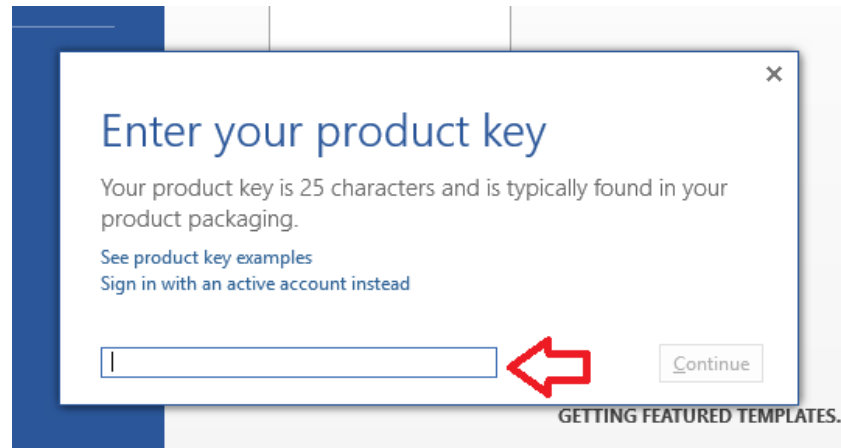 Enter your product key
Your product key is 25 characters and is typically found in your
product packaging.
See product key examples
Sign in with an active account instead
Continue
GETTING FEATURED TEMPLATES.